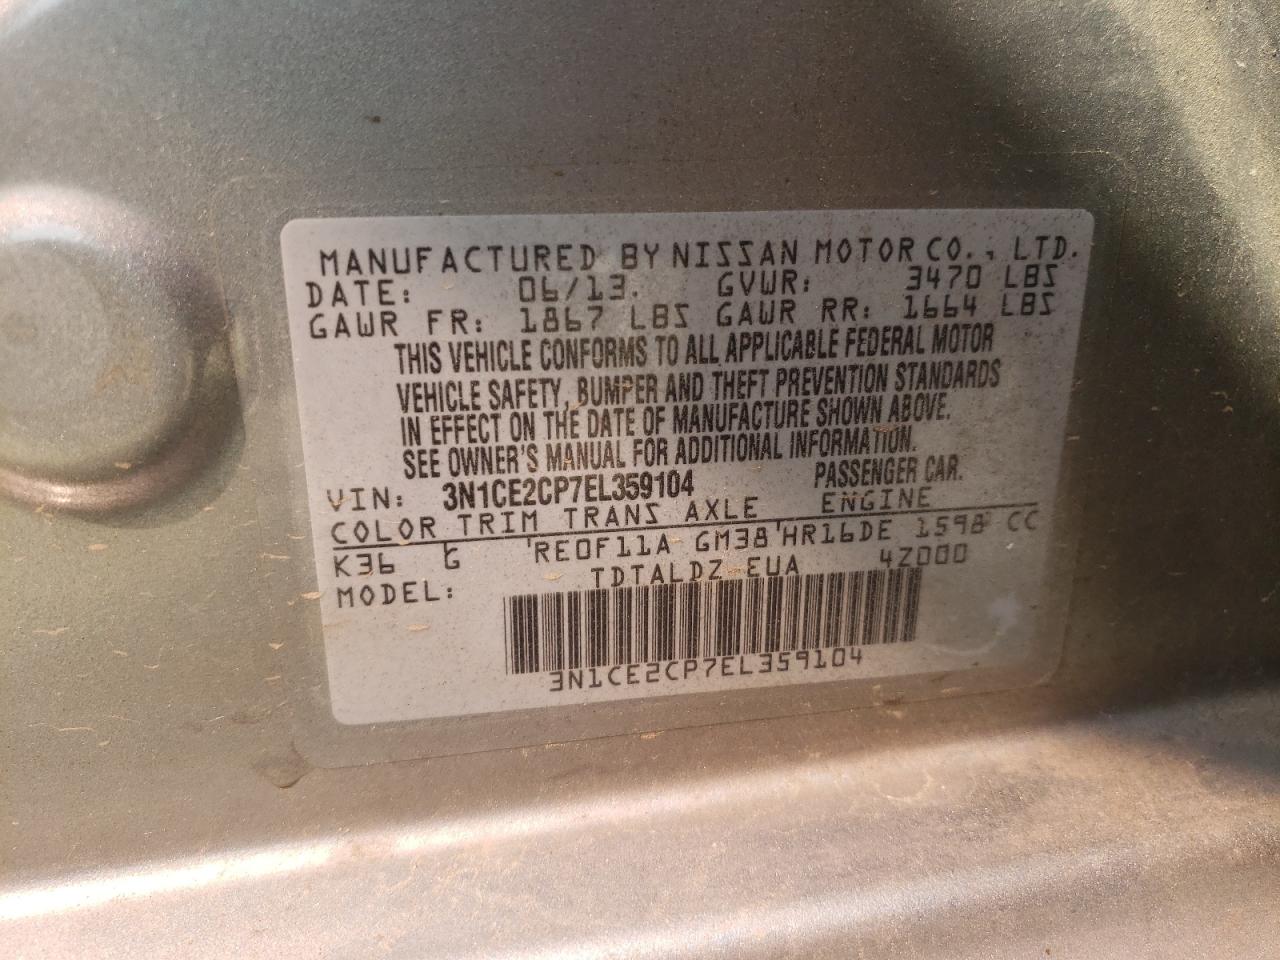 MANUFACTURED BY NISSAN MOTOR CO., LTD.
DATE: 06/13. GVWR: 3470 LBS
GAWR FR: 1867 LBS GAWR RR: 1664 LBS
THIS VEHICLE CONFORMS TO ALL APPLICABLE FEDERAL MOTOR
VEHICLE SAFETY, BUMPER AND THEFT PREVENTION STANDARDS
IN EFFECT ON THE DATE OF MANUFACTURE SHOWN ABOVE.
SEE OWNER'S MANUAL FOR ADDITIONAL INFORMATION.
VIN: 3N1CE2CP7EL359104 PASSENGER CAR.
COLOR TRIM TRANS AXLE ENGINE
K36 G 'RE0F11A GM38'HR16DE 1598 CC
MODEL: TDTALDZ-EUA 4Z000
3N1CE2CP7EL359104